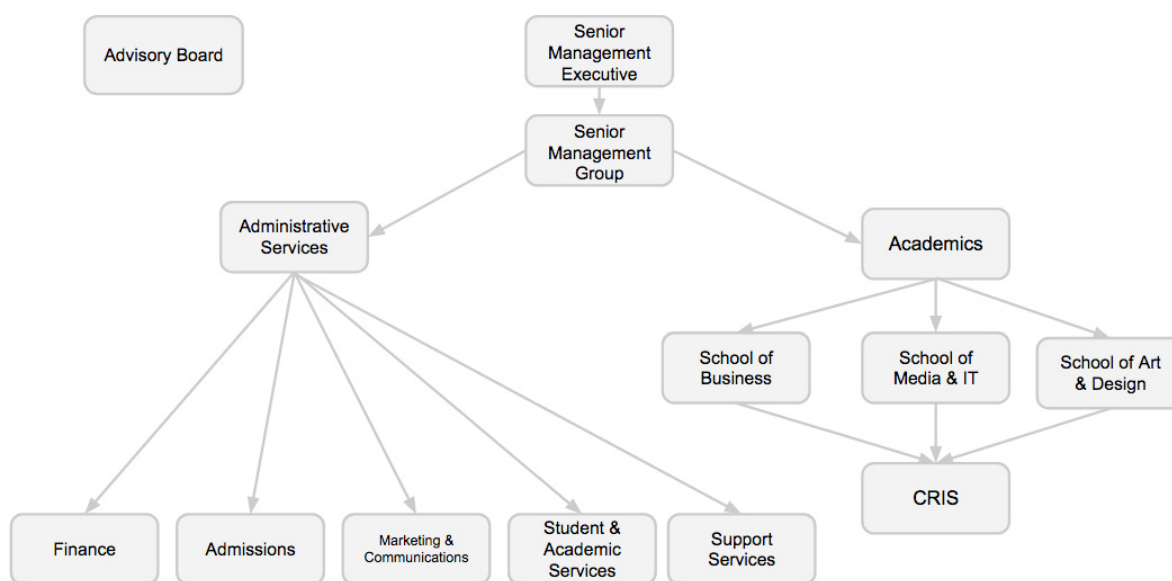 Advisory Board
Senior
Management
Executive
Senior
Management
Group
Administrative
Services
Academics
School of
Business
School of
Media & IT
School of Art
& Design
CRIS
Finance
Admissions
Marketing &
Communications
Student &
Academic
Services
Support
Services